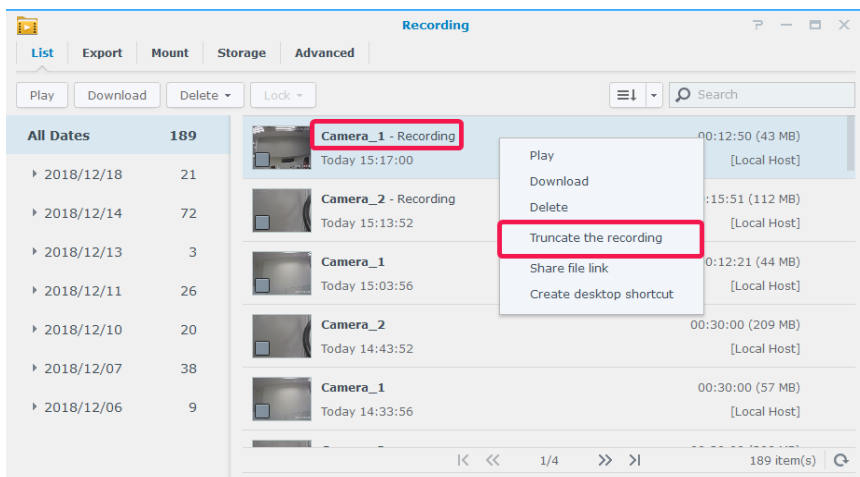 Recording
List Export Mount Storage Advanced
Play Download Delete Lock Search
All Dates 189
2018/12/18 21
2018/12/14 72
2018/12/13 3
2018/12/11 26
2018/12/10 20
2018/12/07 38
2018/12/06 9
Camera_1 - Recording 00:12:50 (43 MB)
Today 15:17:00 [Local Host]
Camera_2 - Recording :15:51 (112 MB)
Today 15:13:52 [Local Host]
Camera_1 0:12:21 (44 MB)
Today 15:03:56 [Local Host]
Camera_2 00:30:00 (209 MB)
Today 14:43:52 [Local Host]
Camera_1 00:30:00 (57 MB)
Today 14:33:56 [Local Host]
Play
Download
Delete
Truncate the recording
Share file link
Create desktop shortcut
1/4 189 item(s)